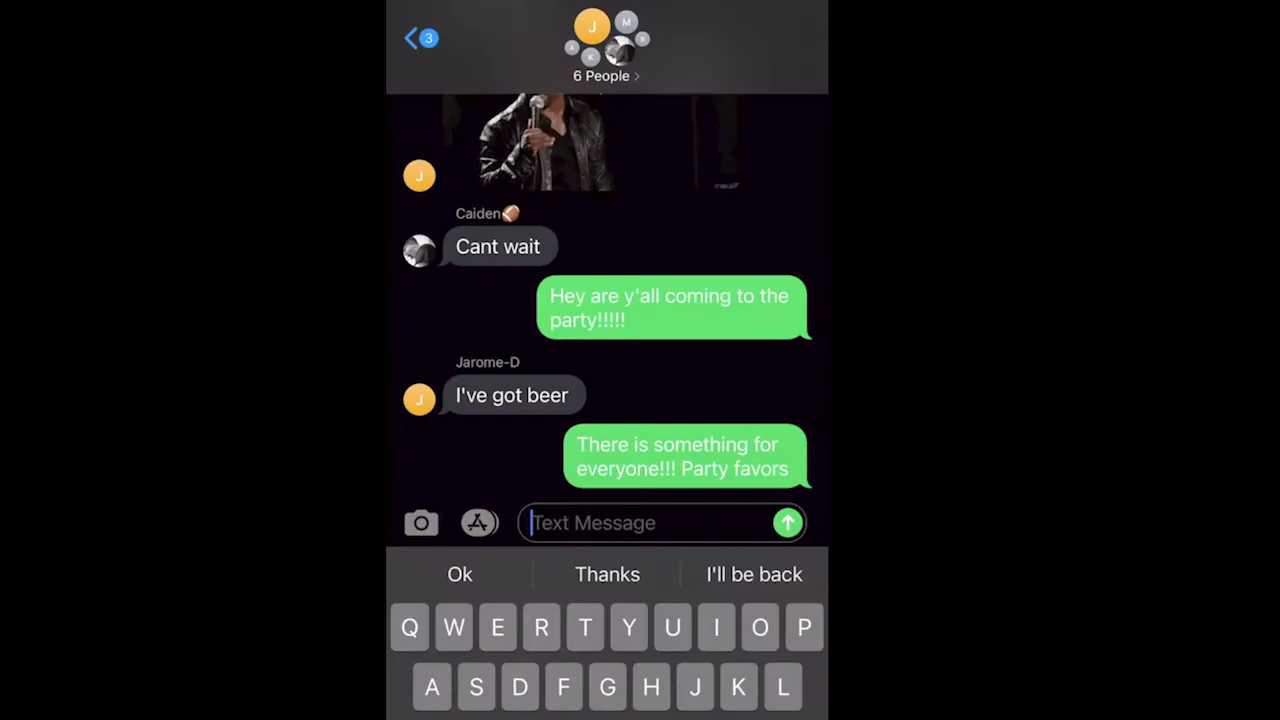 3
J
M
A
K
6 People
J
Caiden🏈
Cant wait
Hey are y'all coming to the
party!!!!!
Jarome-D
J
I've got beer
There is something for
everyone!!! Party favors
Text Message
Ok
Thanks
I'll be back
Q W E R T Y U I O P
A S D F G H J K L